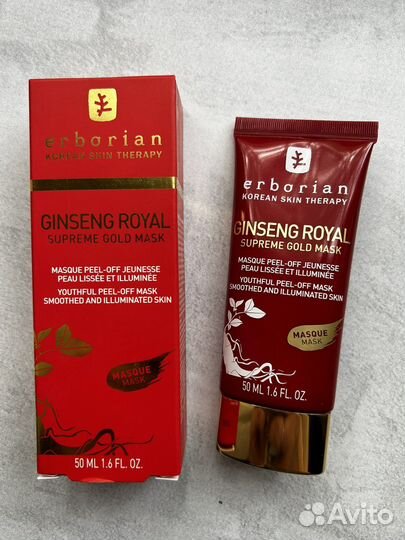 erborian
KOREAN SKIN THERAPY
GINSENG ROYAL
SUPREME GOLD MASK
MASQUE PEEL-OFF JEUNESSE
PEAU LISSÉE ET ILLUMINÉE
YOUTHFUL PEEL-OFF MASK
SMOOTHED AND ILLUMINATED SKIN
MASQUE
MASK
50 ML 1.6 FL. OZ.
erborian
KOREAN SKIN THERAPY
GINSENG ROYAL
SUPREME GOLD MASK
MASQUE PEEL-OFF JEUNESSE
PEAU LISSÉE ET ILLUMINÉE
YOUTHFUL PEEL-OFF MASK
SMOOTHED AND ILLUMINATED SKIN
MASQUE
MASK
50 ML 1.6 FL. OZ.
Avito